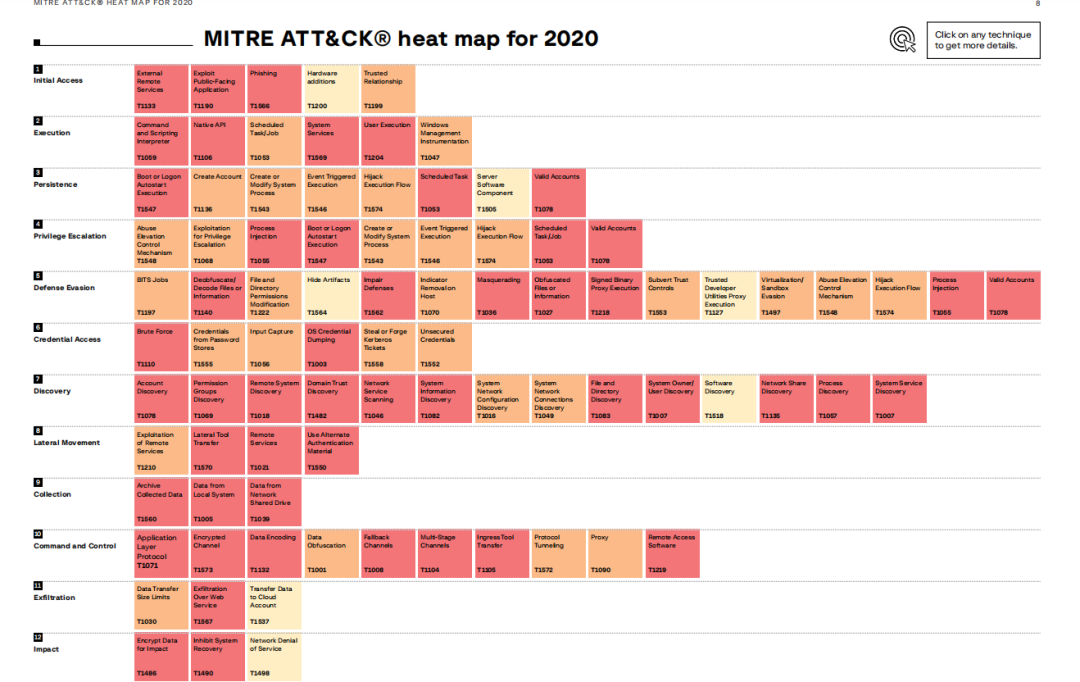 MITRE ATT&CK® HEAT MAP FOR 2020
8
MITRE ATT&CK® heat map for 2020
Click on any technique
to get more details.
1
Initial Access
External
Remote
Services
T1133
Exploit
Public-Facing
Application
T1190
Phishing
T1566
Hardware
additions
T1200
Trusted
Relationship
T1199
2
Execution
Command
and Scripting
Interpreter
T1059
Native API
T1106
Scheduled
Task/Job
T1053
System
Services
T1569
User Execution
T1204
Windows
Management
Instrumentation
T1047
3
Persistence
Boot or Logon
Autostart
Execution
T1547
Create Account
T1136
Create or
Modify System
Process
T1543
Event Triggered
Execution
T1546
Hijack
Execution Flow
T1574
Scheduled Task
T1053
Server
Software
Component
T1505
Valid Accounts
T1078
4
Privilege Escalation
Abuse
Elevation
Control
Mechanism
T1548
Exploitation
for Privilege
Escalation
T1068
Process
Injection
T1055
Boot or Logon
Autostart
Execution
T1547
Create or
Modify System
Process
T1543
Event Triggered
Execution
T1546
Hijack
Execution Flow
T1574
Scheduled
Task/Job
T1053
Valid Accounts
T1078
5
Defense Evasion
BITS Jobs
T1197
Deobfuscate/
Decode Files or
Information
T1140
File and
Directory
Permissions
Modification
T1222
Hide Artifacts
T1564
Impair
Defenses
T1562
Indicator
Removal on
Host
T1070
Masquerading
T1036
Obfuscated
Files or
Information
T1027
Signed Binary
Proxy Execution
T1218
Subvert Trust
Controls
T1553
Trusted
Developer
Utilities Proxy
Execution
T1127
Virtualization/
Sandbox
Evasion
T1497
Abuse Elevation
Control
Mechanism
T1548
Hijack
Execution Flow
T1574
Process
Injection
T1055
Valid Accounts
T1078
6
Credential Access
Brute Force
T1110
Credentials
from Password
Stores
T1555
Input Capture
T1056
OS Credential
Dumping
T1003
Steal or Forge
Kerberos
Tickets
T1558
Unsecured
Credentials
T1552
7
Discovery
Account
Discovery
T1078
Permission
Groups
Discovery
T1069
Remote System
Discovery
T1018
Domain Trust
Discovery
T1482
Network
Service
Scanning
T1046
System
Information
Discovery
T1082
System
Network
Configuration
Discovery
T1016
System
Network
Connections
Discovery
T1049
File and
Directory
Discovery
T1083
System Owner/
User Discovery
T1007
Software
Discovery
T1518
Network Share
Discovery
T1135
Process
Discovery
T1057
System Service
Discovery
T1007
8
Lateral Movement
Exploitation
of Remote
Services
T1210
Lateral Tool
Transfer
T1570
Remote
Services
T1021
Use Alternate
Authentication
Material
T1550
9
Collection
Archive
Collected Data
T1560
Data from
Local System
T1005
Data from
Network
Shared Drive
T1039
10
Command and Control
Application
Layer
Protocol
T1071
Encrypted
Channel
T1573
Data Encoding
T1132
Data
Obfuscation
T1001
Fallback
Channels
T1008
Multi-Stage
Channels
T1104
Ingress Tool
Transfer
T1105
Protocol
Tunneling
T1572
Proxy
T1090
Remote Access
Software
T1219
11
Exfiltration
Data Transfer
Size Limits
T1030
Exfiltration
Over Web
Service
T1567
Transfer Data
to Cloud
Account
T1537
12
Impact
Encrypt Data
for Impact
T1486
Inhibit System
Recovery
T1490
Network Denial
of Service
T1498